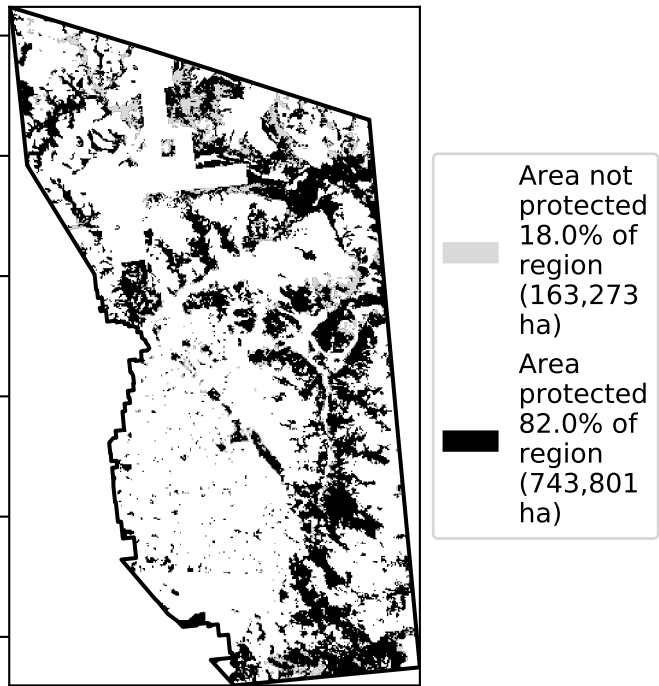 Area not
protected
18.0% of
region
(163,273
ha)
Area
protected
82.0% of
region
(743,801
ha)